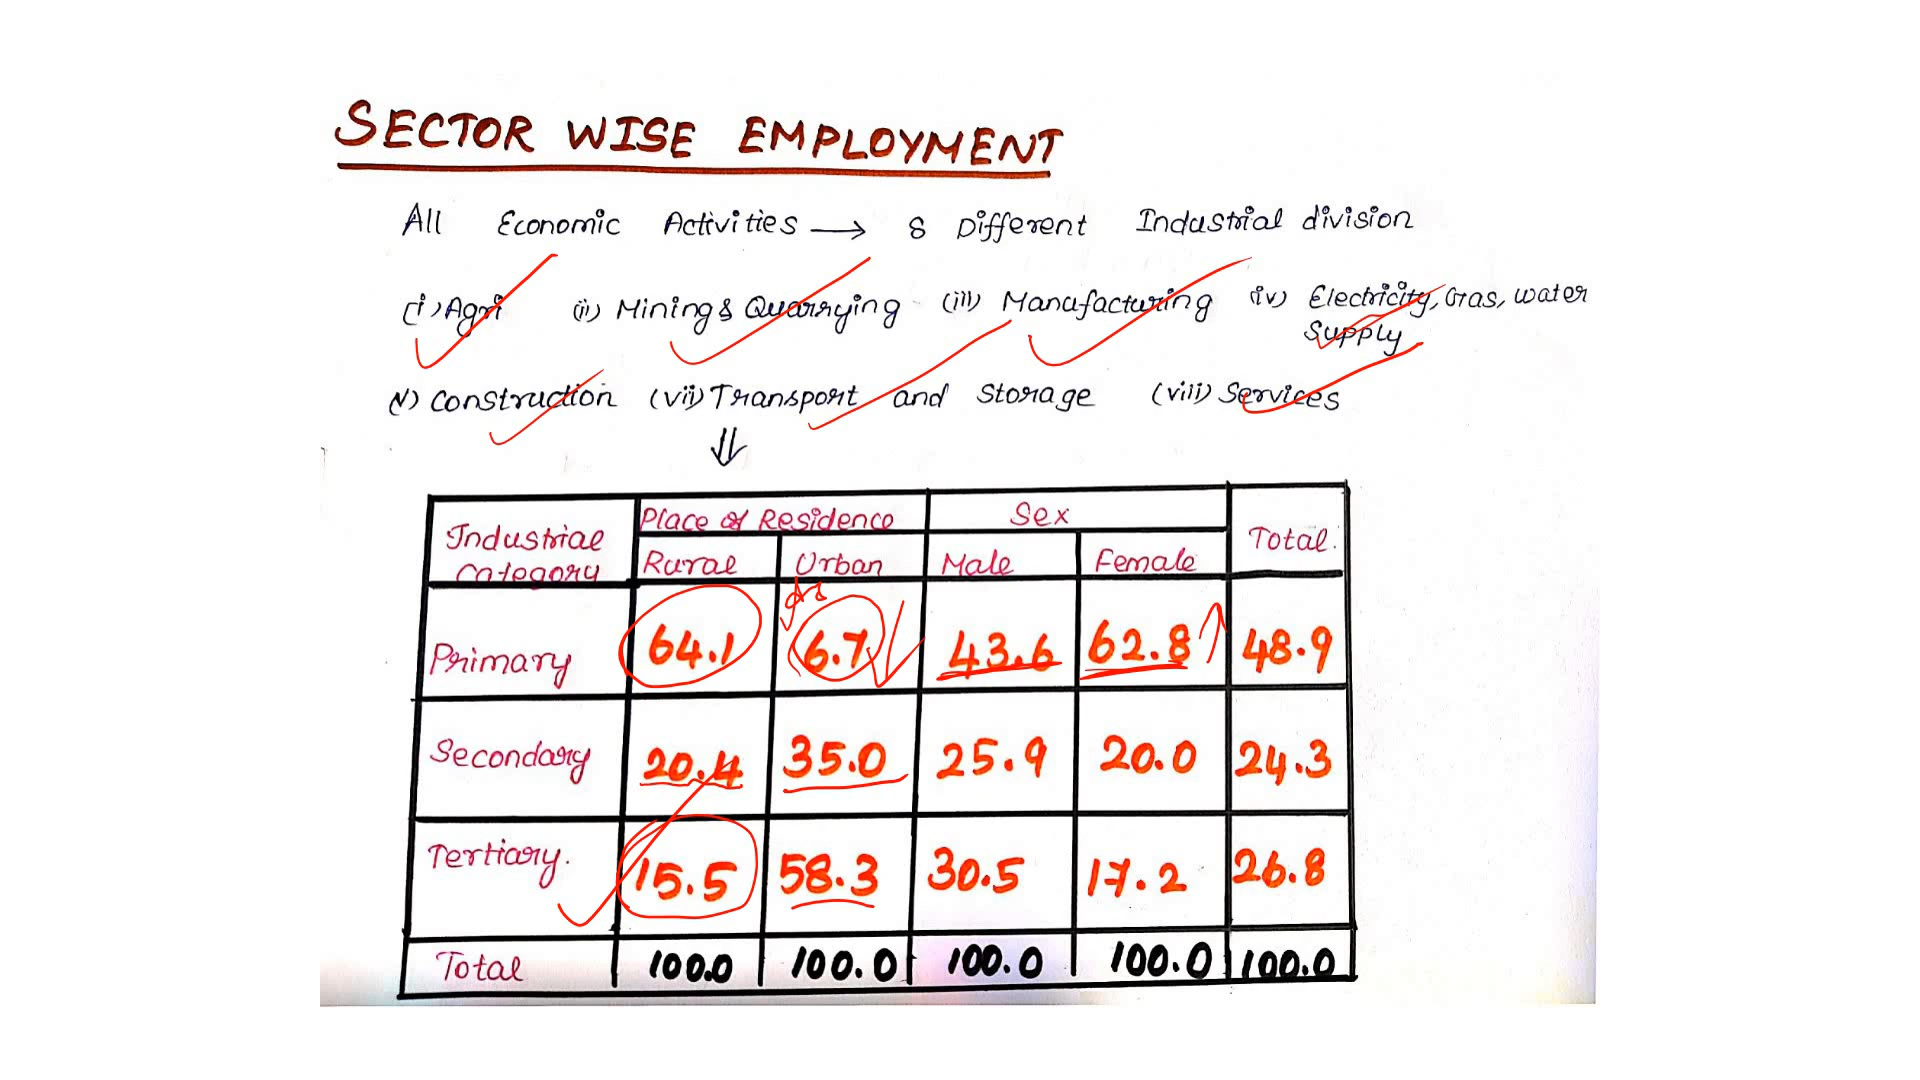 SECTOR WISE EMPLOYMENT
All Economic Activities → 8 Different Industrial division
(i) Agri (ii) Mining & Quarrying (iii) Manufacturing (iv) Electricity, Gas, Water
Supply
(v) Construction (vii) Transport and Storage (viii) Services
⇓
Industrial Category Place of Residence Sex Total.
Rural Urban Male Female
Primary 64.1 6.7 43.6 62.8 48.9
Secondary 20.4 35.0 25.9 20.0 24.3
Tertiary. 15.5 58.3 30.5 17.2 26.8
Total 100.0 100.0 100.0 100.0 100.0